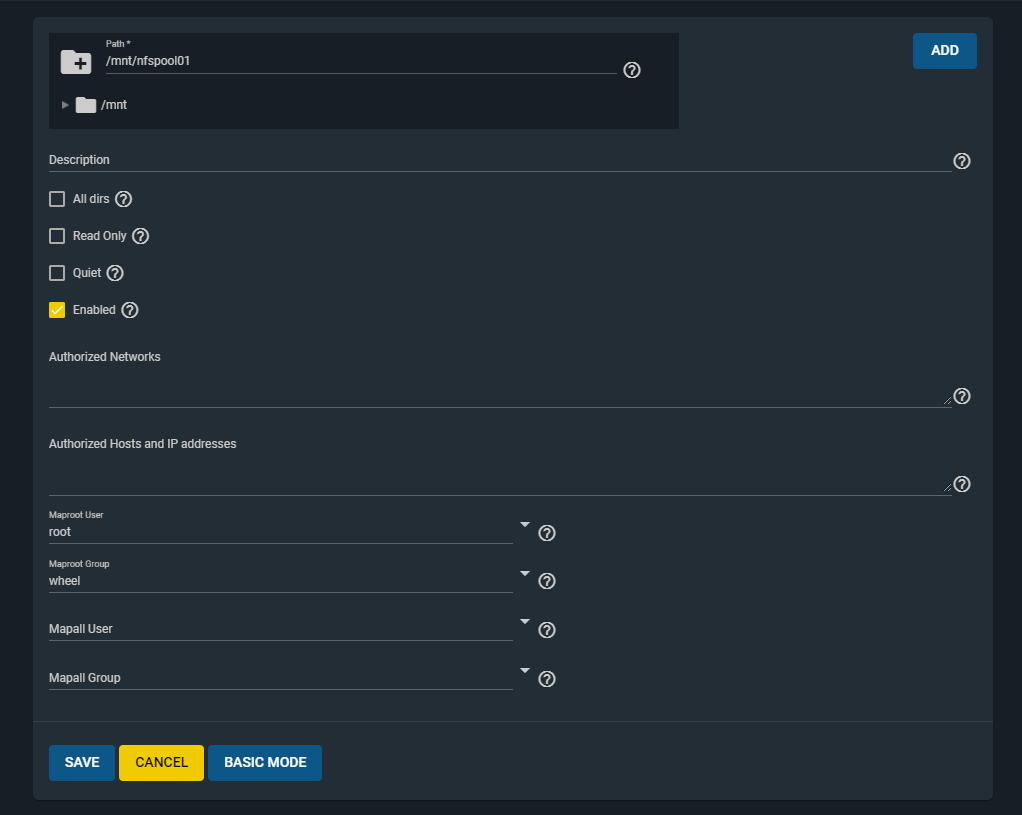 Path *
/mnt/nfspool01
ADD
/mnt
Description
All dirs
Read Only
Quiet
Enabled
Authorized Networks
Authorized Hosts and IP addresses
Maproot User
root
Maproot Group
wheel
Mapall User
Mapall Group
SAVE CANCEL BASIC MODE